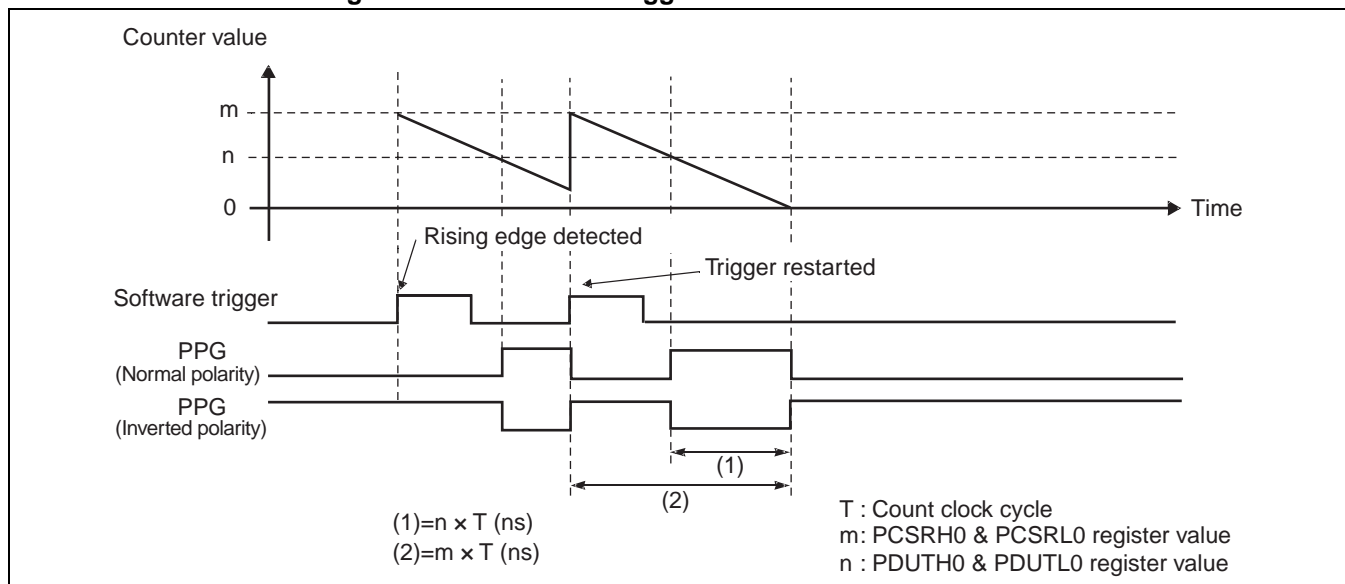 Counter value
m
n
0
Time
Rising edge detected
Trigger restarted
Software trigger
PPG
(Normal polarity)
PPG
(Inverted polarity)
(1)
(2)
(1)=n × T (ns)
(2)=m × T (ns)
T : Count clock cycle
m: PCSRH0 & PCSRL0 register value
n : PDUTH0 & PDUTL0 register value